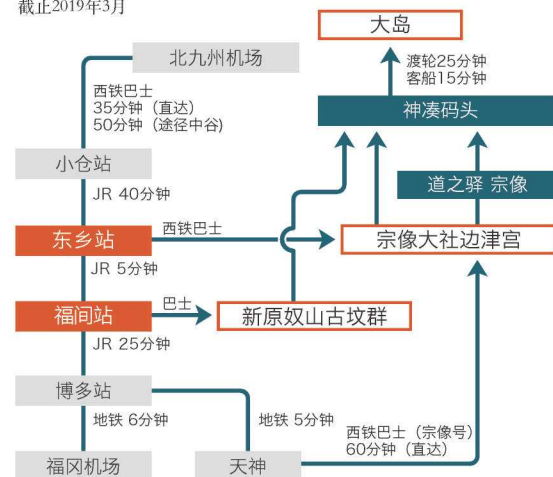 截止2019年3月
大岛
北九州机场
渡轮25分钟
客船15分钟
西铁巴士
35分钟（直达）
50分钟（途径中谷）
神凑码头
小仓站
道之驿 宗像
JR 40分钟
东乡站
西铁巴士
宗像大社边津宫
JR 5分钟
福间站
巴士
新原奴山古坟群
JR 25分钟
博多站
地铁 6分钟
地铁 5分钟
西铁巴士（宗像号）
60分钟（直达）
福冈机场
天神